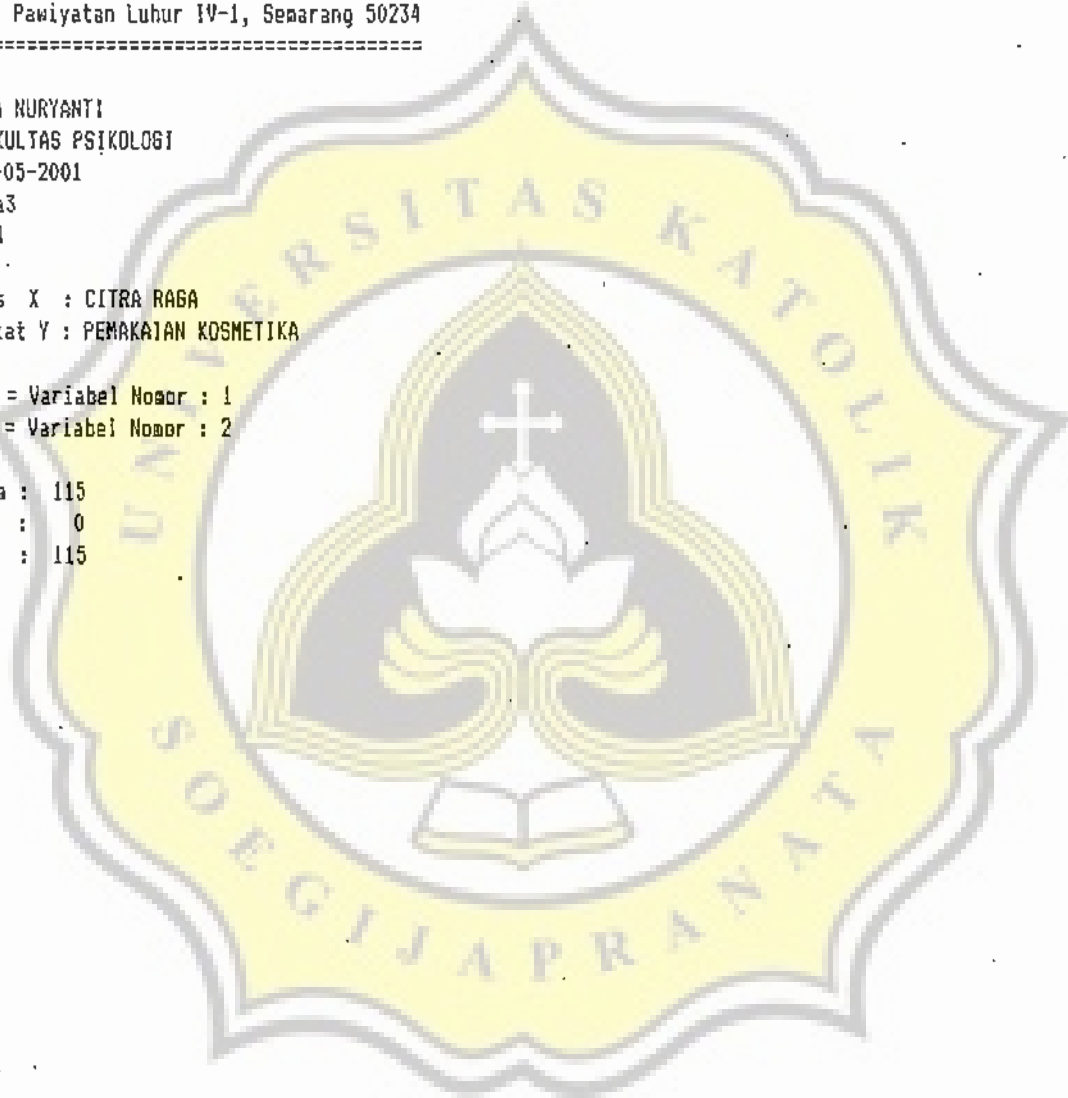 Pawiyatan Luhur IV-1, Semarang 50234
=====================================
NURYANTI
KULTAS PSIKOLOGI
-05-2001
a3
s X : CITRA RAGA
kat Y : PEMAKAIAN KOSMETIKA
= Variabel Nomor : 1
= Variabel Nomor : 2
a : 115
: 0
: 115
UNIVERSITAS KATOLIK
SOEGIJAPRANATA